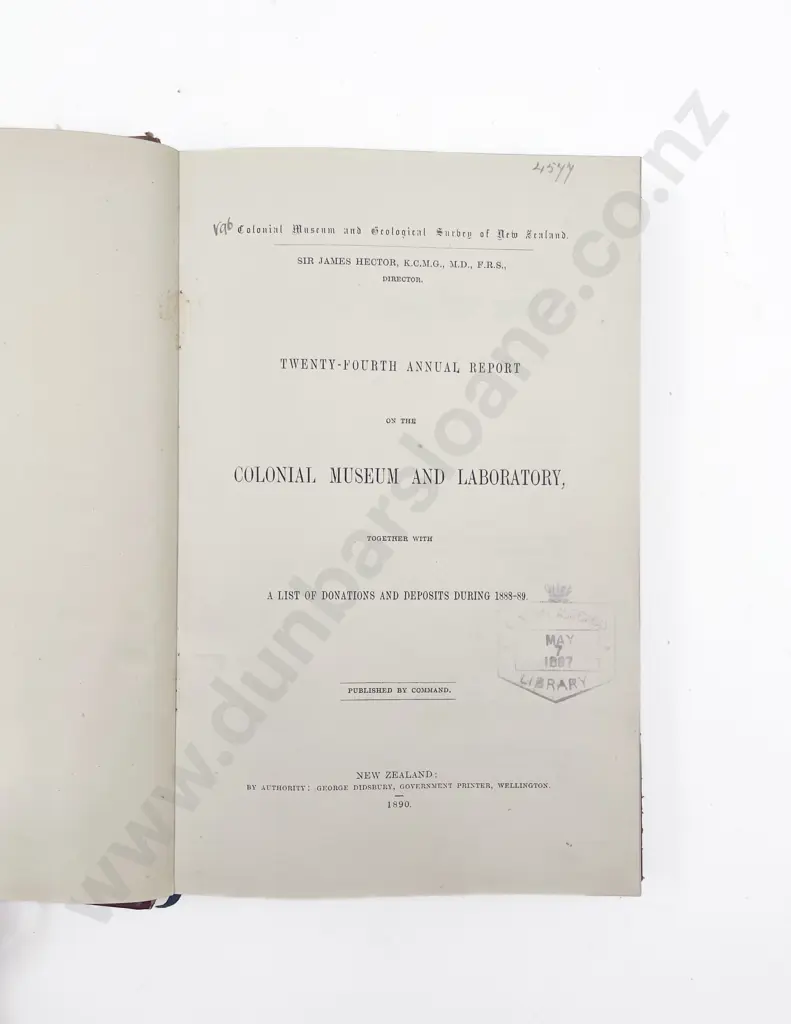 4577
Colonial Museum and Geological Survey of New Zealand.
SIR JAMES HECTOR, K.C.M.G., M.D., F.R.S.,
DIRECTOR.
TWENTY-FOURTH ANNUAL REPORT
ON THE
COLONIAL MUSEUM AND LABORATORY,
TOGETHER WITH
A LIST OF DONATIONS AND DEPOSITS DURING 1888-89.
MAY
7
LIBRARY
PUBLISHED BY COMMAND.
NEW ZEALAND:
BY AUTHORITY: GEORGE DIDSBURY, GOVERNMENT PRINTER, WELLINGTON.
1890.
www.dunbarsloane.co.nz